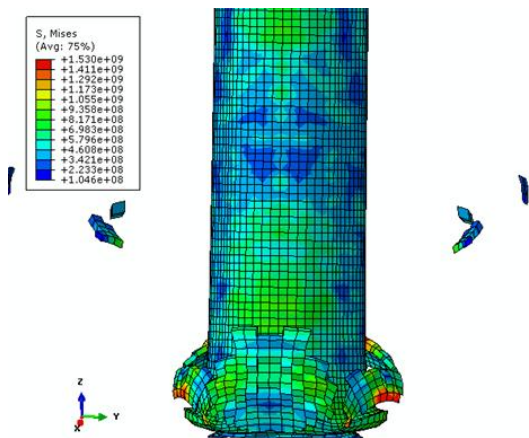 S, Mises
(Avg: 75%)
+1.530e+09
+1.411e+09
+1.292e+09
+1.173e+09
+1.055e+09
+9.358e+08
+8.171e+08
+6.983e+08
+5.796e+08
+4.608e+08
+3.421e+08
+2.233e+08
+1.046e+08
Z
Y
X